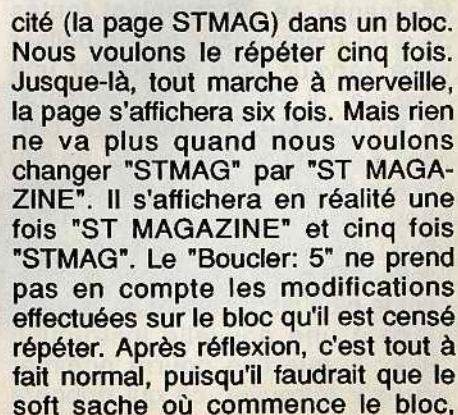 cité (la page STMAG) dans un bloc.
Nous voulons le répéter cinq fois.
Jusque-là, tout marche à merveille,
la page s'affichera six fois. Mais rien
ne va plus quand nous voulons
changer "STMAG" par "ST MAGA-
ZINE". Il s'affichera en réalité une
fois "ST MAGAZINE" et cinq fois
"STMAG". Le "Boucler: 5" ne prend
pas en compte les modifications
effectuées sur le bloc qu'il est censé
répéter. Après réflexion, c'est tout à
fait normal, puisqu'il faudrait que le
soft sache où commence le bloc,